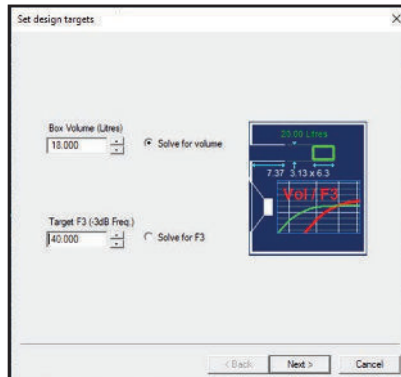 Set design targets
Box Volume (Litres)
18.000
Solve for volume
20.00 Litres
7.37 3.13 x 6.3
Vol / F3
Target F3 (-3dB Freq.)
40.000
Solve for F3
< Back
Next >
Cancel